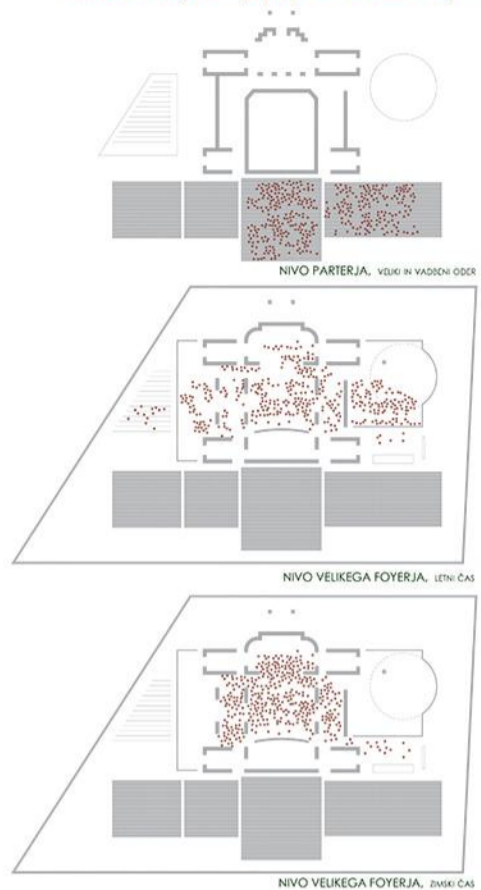 NIVO PARTERJA, VELIKI IN VADBENI ODER
NIVO VELIKEGA FOYERJA, LETNI ČAS
NIVO VELIKEGA FOYERJA, ZIMSKI ČAS